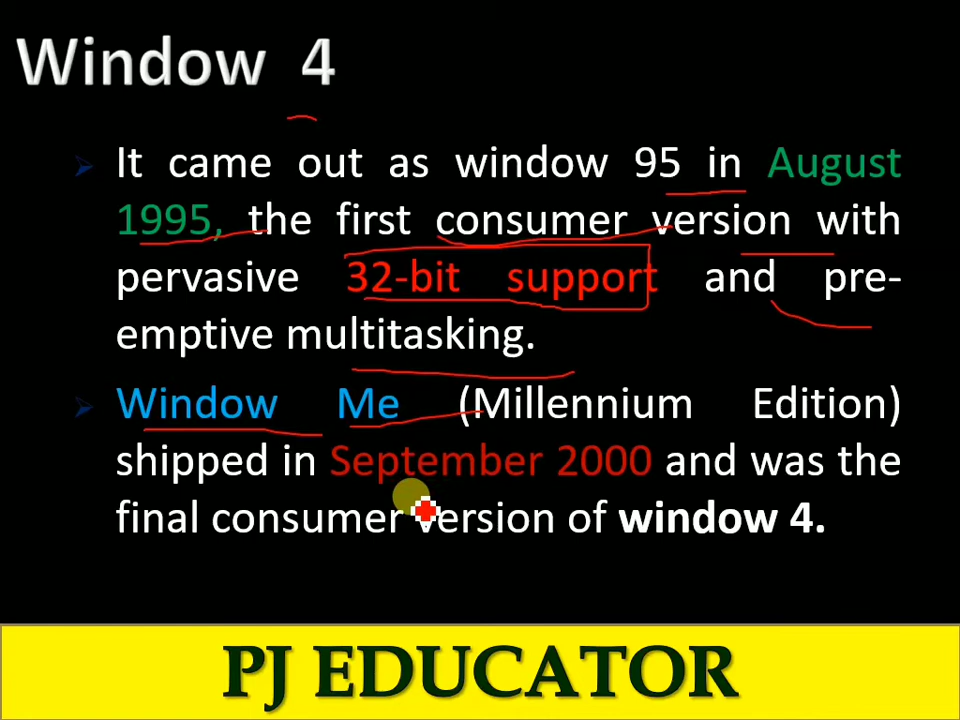 Window 4
It came out as window 95 in August
1995, the first consumer version with
pervasive 32-bit support and pre-
emptive multitasking.
Window Me (Millennium Edition)
shipped in September 2000 and was the
final consumer version of window 4.
PJ EDUCATOR